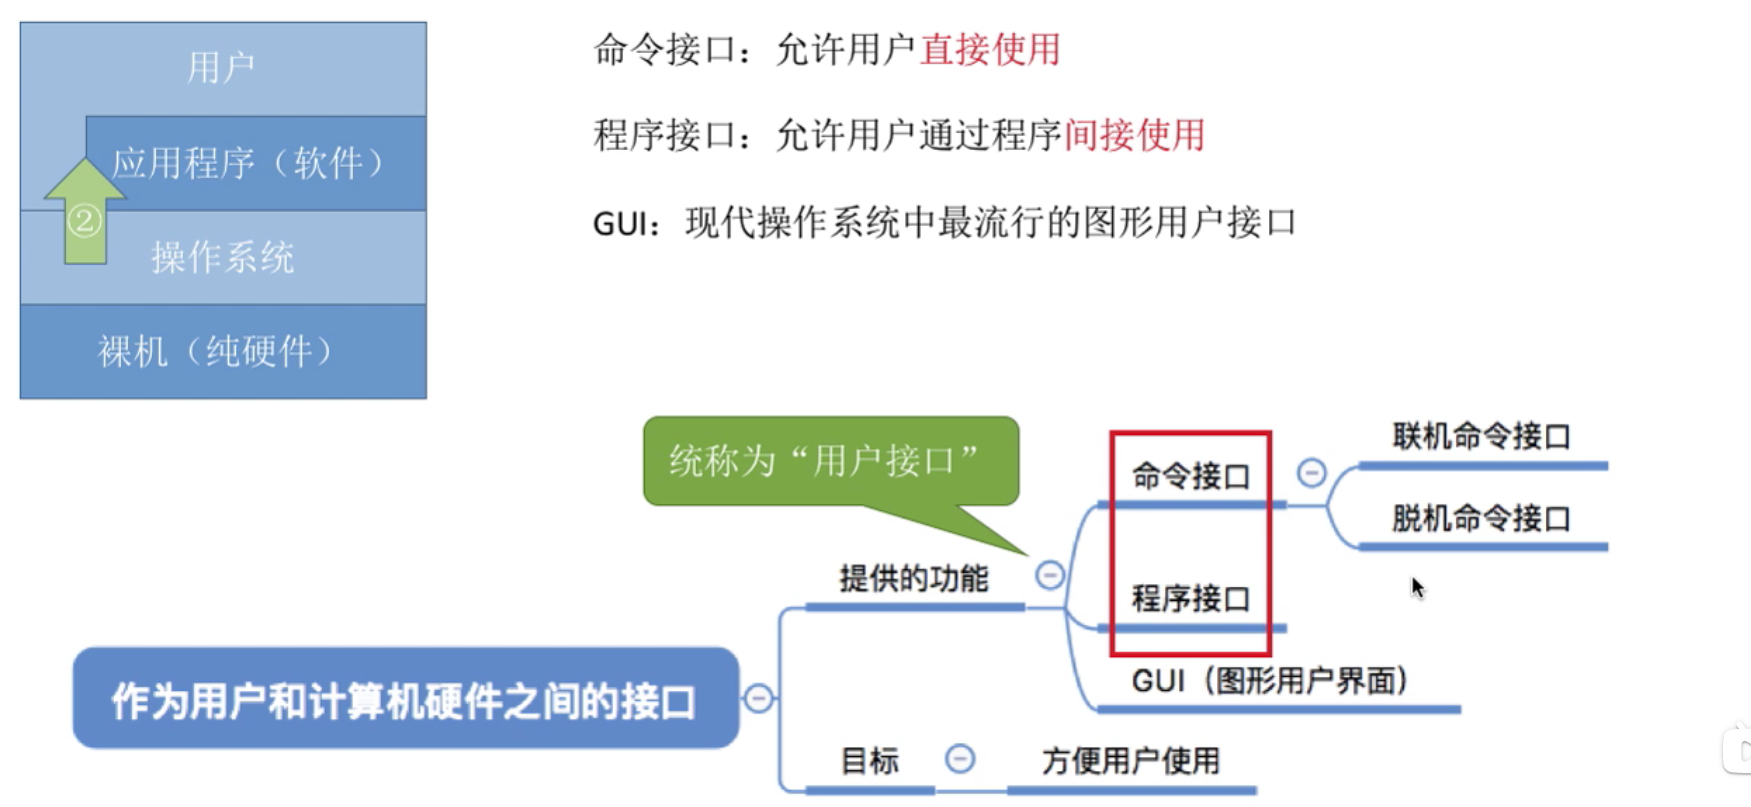 用户
应用程序（软件）
②
操作系统
裸机（纯硬件）
命令接口：允许用户直接使用
程序接口：允许用户通过程序间接使用
GUI：现代操作系统中最流行的图形用户接口
统称为“用户接口”
联机命令接口
命令接口
脱机命令接口
提供的功能
程序接口
GUI（图形用户界面）
作为用户和计算机硬件之间的接口
目标
方便用户使用